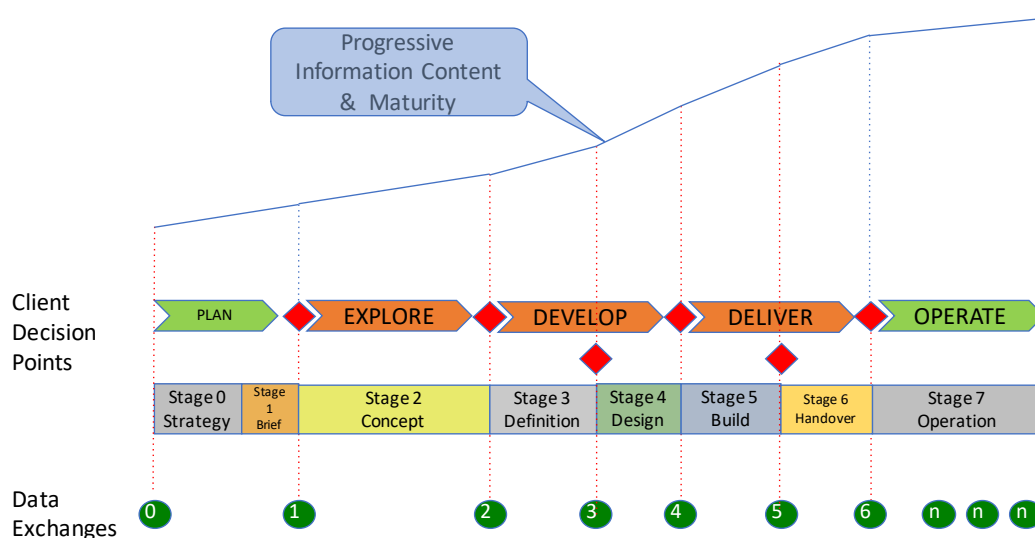 Progressive
Information Content
& Maturity
Client
Decision
Points
PLAN
EXPLORE
DEVELOP
DELIVER
OPERATE
Stage 0
Strategy
Stage
1
Brief
Stage 2
Concept
Stage 3
Definition
Stage 4
Design
Stage 5
Build
Stage 6
Handover
Stage 7
Operation
Data
Exchanges
0
1
2
3
4
5
6
n
n
n